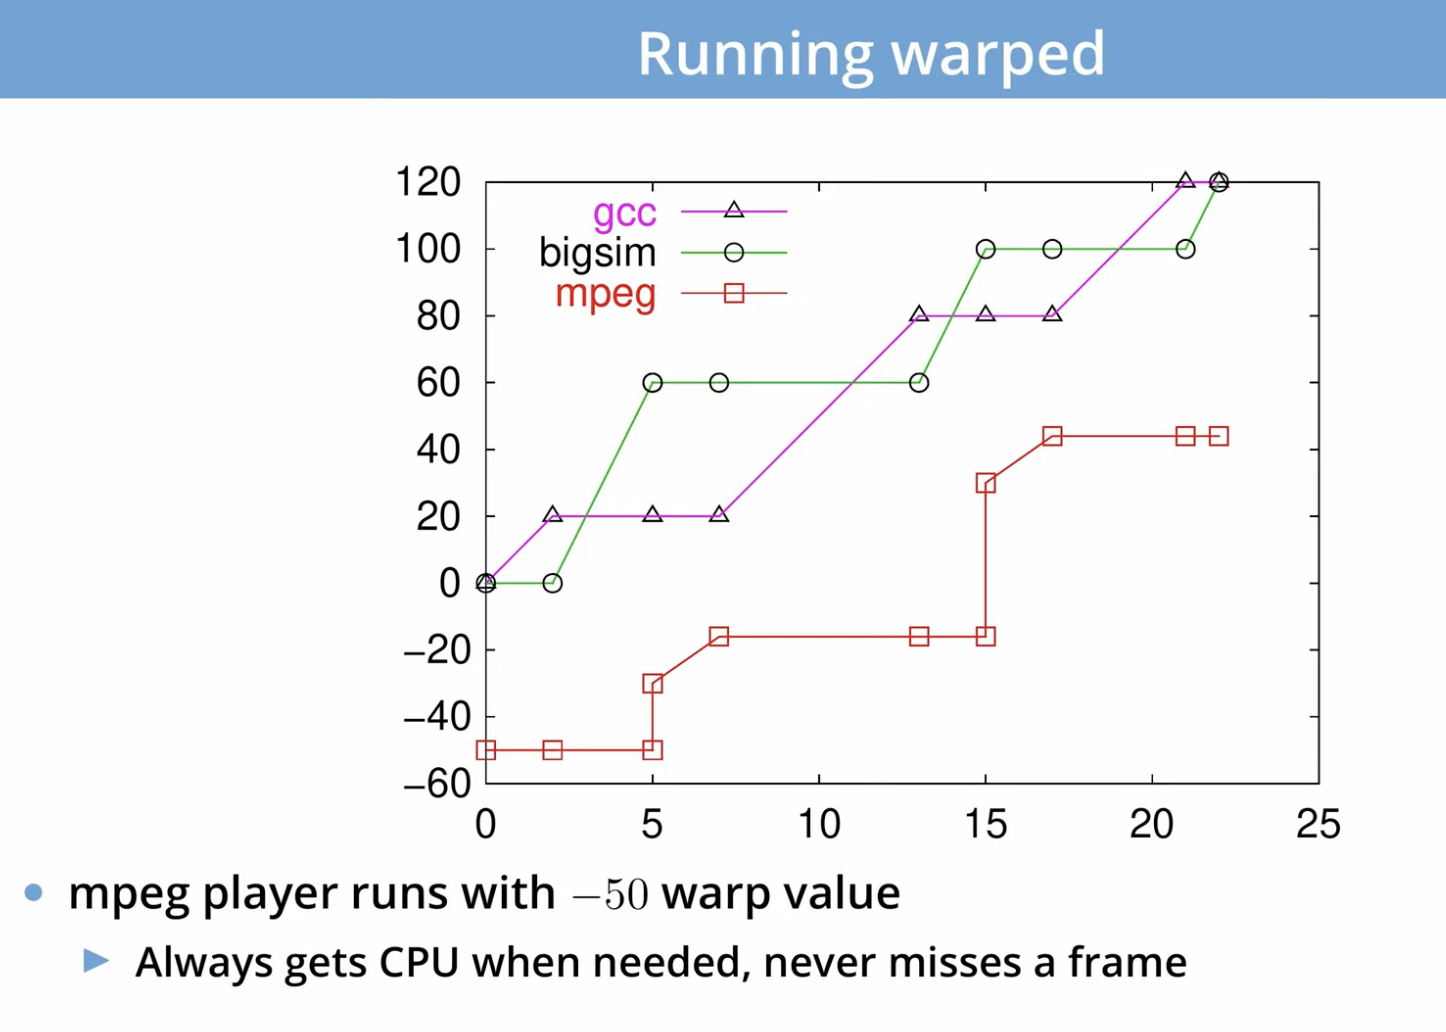 Running warped
120
100
80
60
40
20
0
−20
−40
−60
gcc
bigsim
mpeg
0 5 10 15 20 25
mpeg player runs with −50 warp value
Always gets CPU when needed, never misses a frame